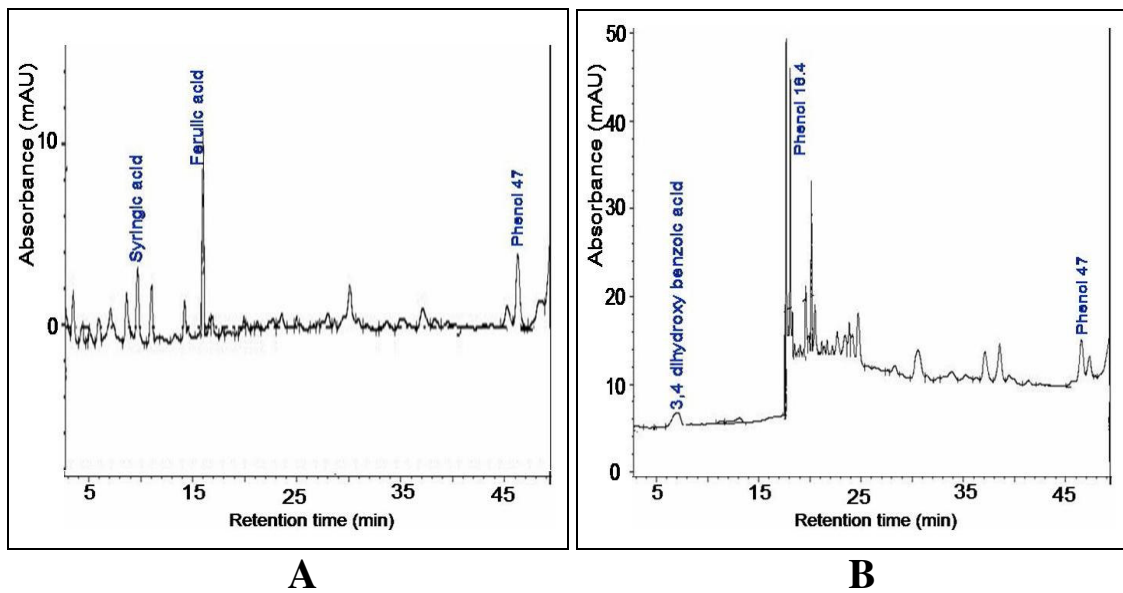 Absorbance (mAU)
10
0
Syringic acid
Ferulic acid
Phenol 47
5
15
25
35
45
Retention time (min)
A
Absorbance (mAU)
50
40
30
20
10
0
3,4 dihydroxy benzoic acid
Phenol 18.4
Phenol 47
5
15
25
35
45
Retention time (min)
B